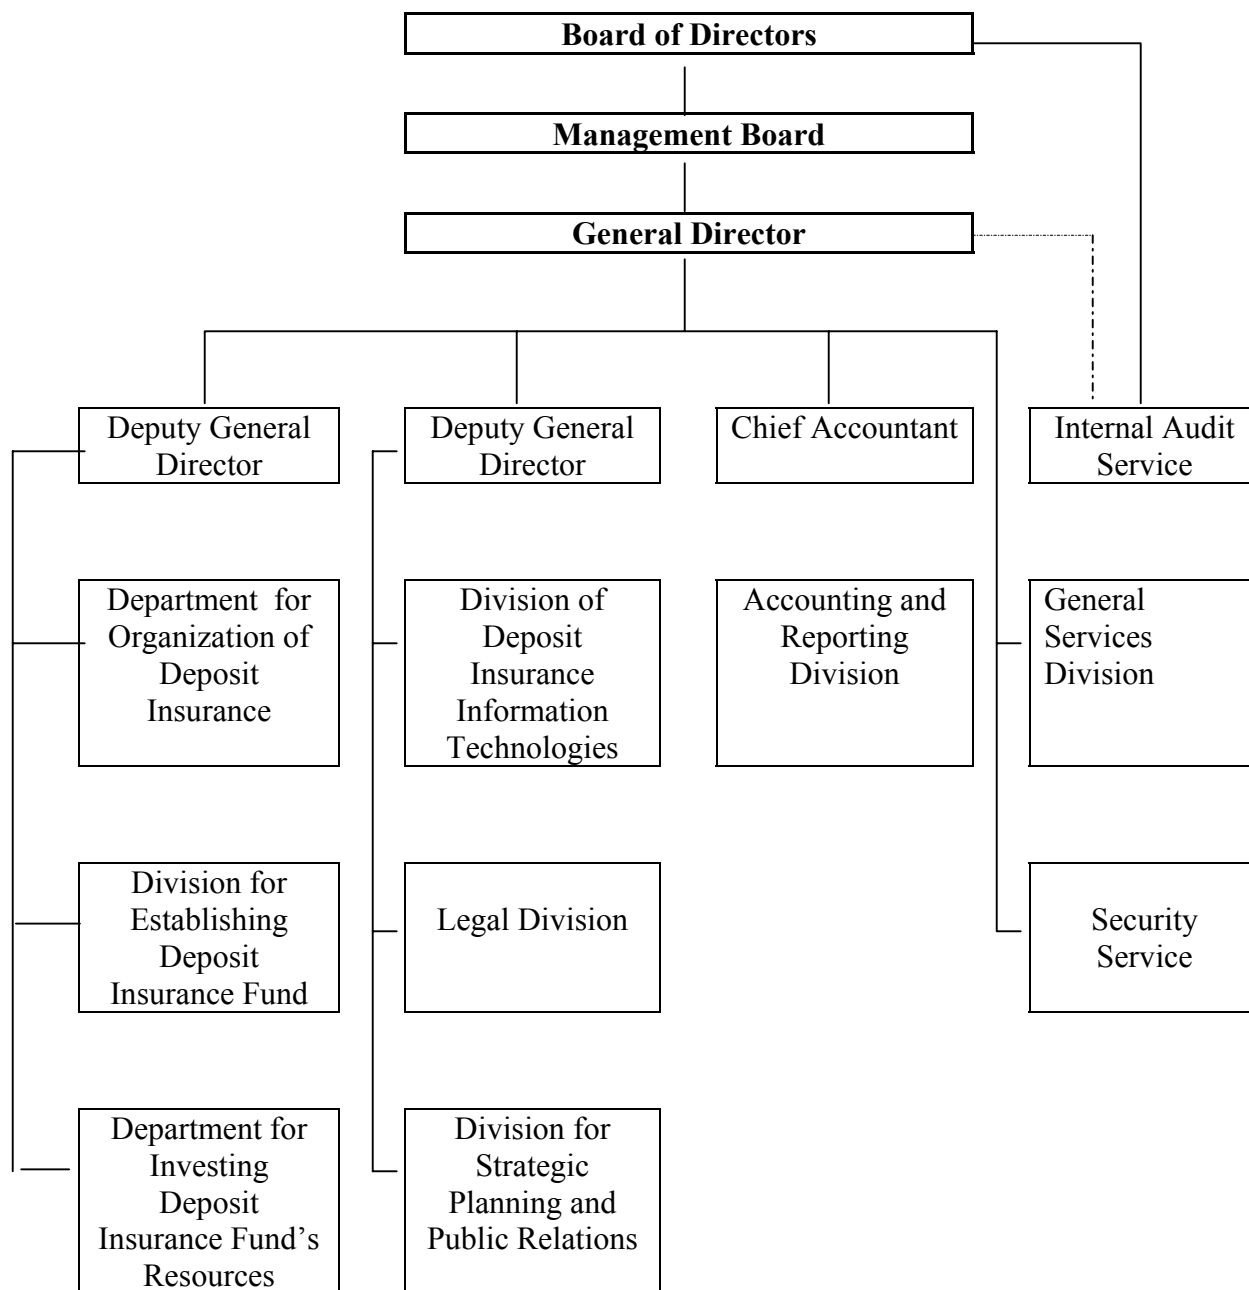 Board of Directors
Management Board
General Director
Deputy General
Director
Deputy General
Director
Chief Accountant
Internal Audit
Service
Department for
Organization of
Deposit
Insurance
Division of
Deposit
Insurance
Information
Technologies
Accounting and
Reporting
Division
General
Services
Division
Division for
Establishing
Deposit
Insurance Fund
Legal Division
Security
Service
Department for
Investing
Deposit
Insurance Fund’s
Resources
Division for
Strategic
Planning and
Public Relations